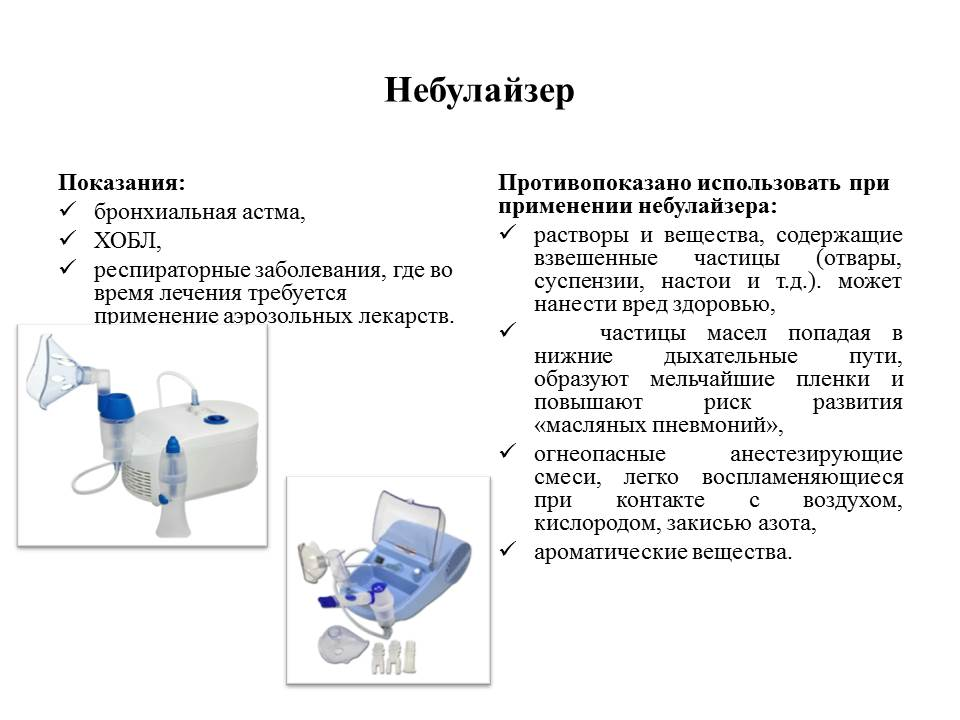 Небулайзер
Показания:
✓ бронхиальная астма,
✓ ХОБЛ,
✓ респираторные заболевания, где во
время лечения требуется
применение аэрозольных лекарств.
Противопоказано использовать при
применении небулайзера:
✓ растворы и вещества, содержащие
взвешенные частицы (отвары,
суспензии, настои и т.д.). может
нанести вред здоровью,
✓ частицы масел попадая в
нижние дыхательные пути,
образуют мельчайшие пленки и
повышают риск развития
«масляных пневмоний»,
✓ огнеопасные анестезирующие
смеси, легко воспламеняющиеся
при контакте с воздухом,
кислородом, закисью азота,
✓ ароматические вещества.